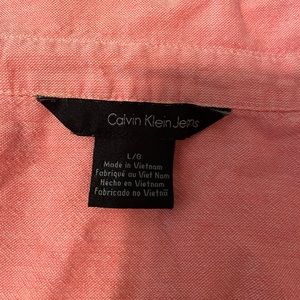 Calvin Klein Jeans
L/G
Made in Vietnam
Fabriqué au Viet Nam
Hecho en Vietnam
Fabricado no Vietnã